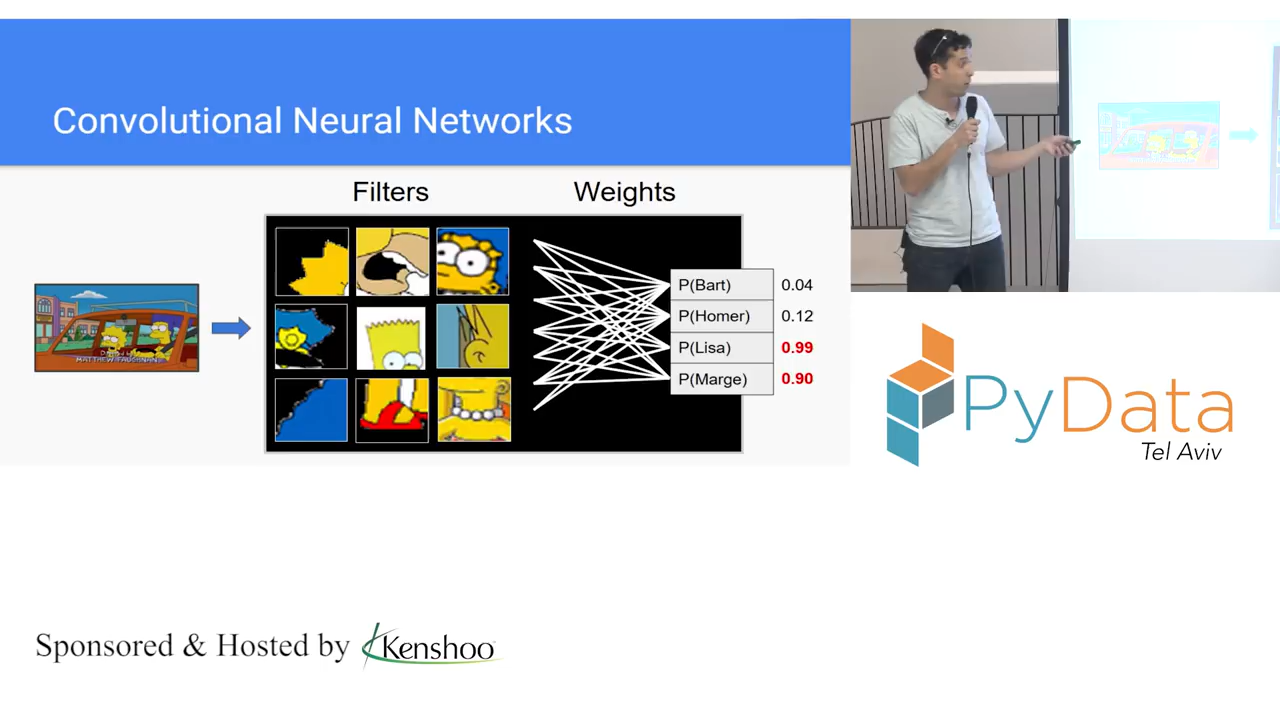 Convolutional Neural Networks
Filters
Weights
P(Bart) 0.04
P(Homer) 0.12
P(Lisa) 0.99
P(Marge) 0.90
PyData
Tel Aviv
Sponsored & Hosted by Kenshoo